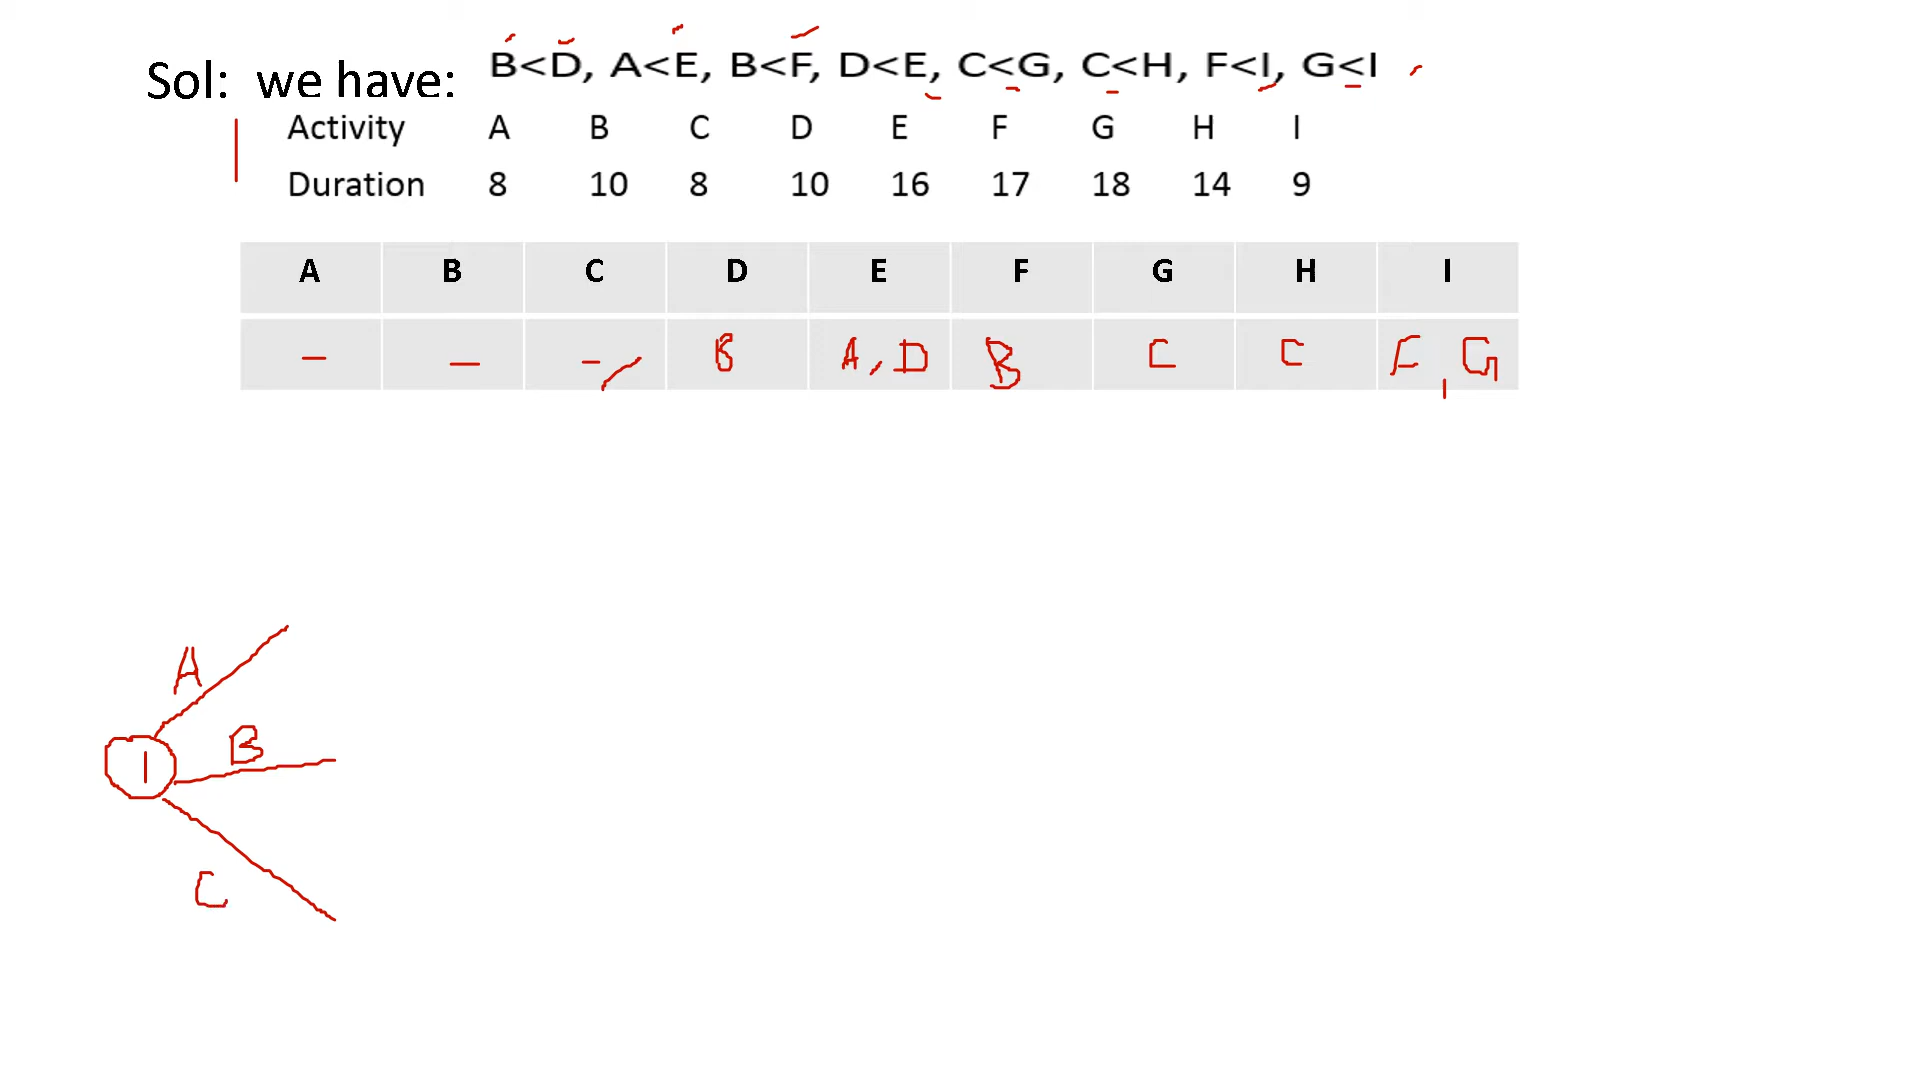 Sol: we have: B<D, A<E, B<F, D<E, C<G, C<H, F<I, G<I
Activity A B C D E F G H I
Duration 8 10 8 10 16 17 18 14 9
A B C D E F G H I
- - - B A, D B C C F, G
A
B
1
C